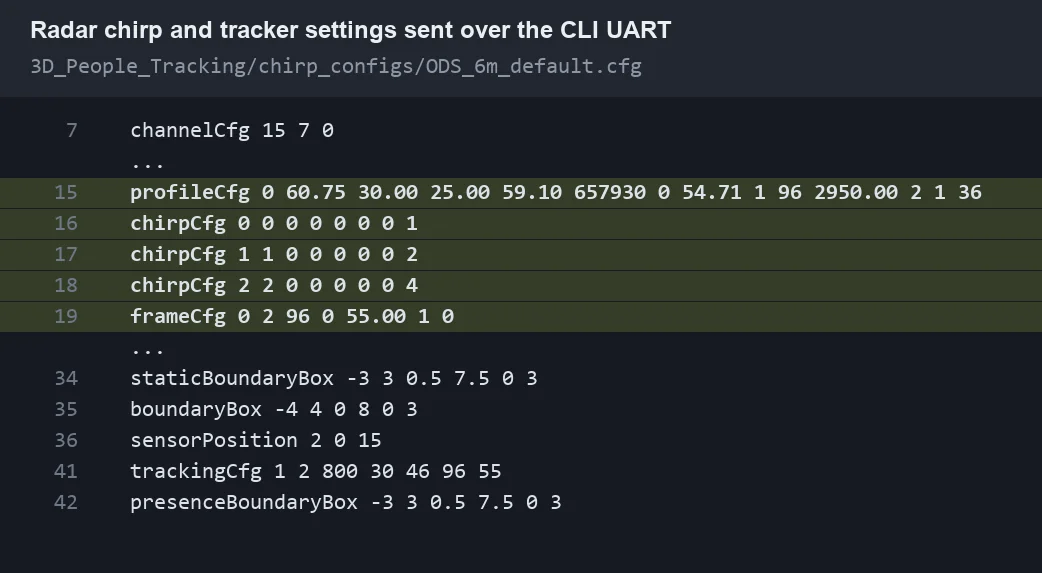 Radar chirp and tracker settings sent over the CLI UART
3D_People_Tracking/chirp_configs/ODS_6m_default.cfg
7 channelCfg 15 7 0
...
15 profileCfg 0 60.75 30.00 25.00 59.10 657930 0 54.71 1 96 2950.00 2 1 36
16 chirpCfg 0 0 0 0 0 0 0 1
17 chirpCfg 1 1 0 0 0 0 0 2
18 chirpCfg 2 2 0 0 0 0 0 4
19 frameCfg 0 2 96 0 55.00 1 0
...
34 staticBoundaryBox -3 3 0.5 7.5 0 3
35 boundaryBox -4 4 0 8 0 3
36 sensorPosition 2 0 15
41 trackingCfg 1 2 800 30 46 96 55
42 presenceBoundaryBox -3 3 0.5 7.5 0 3